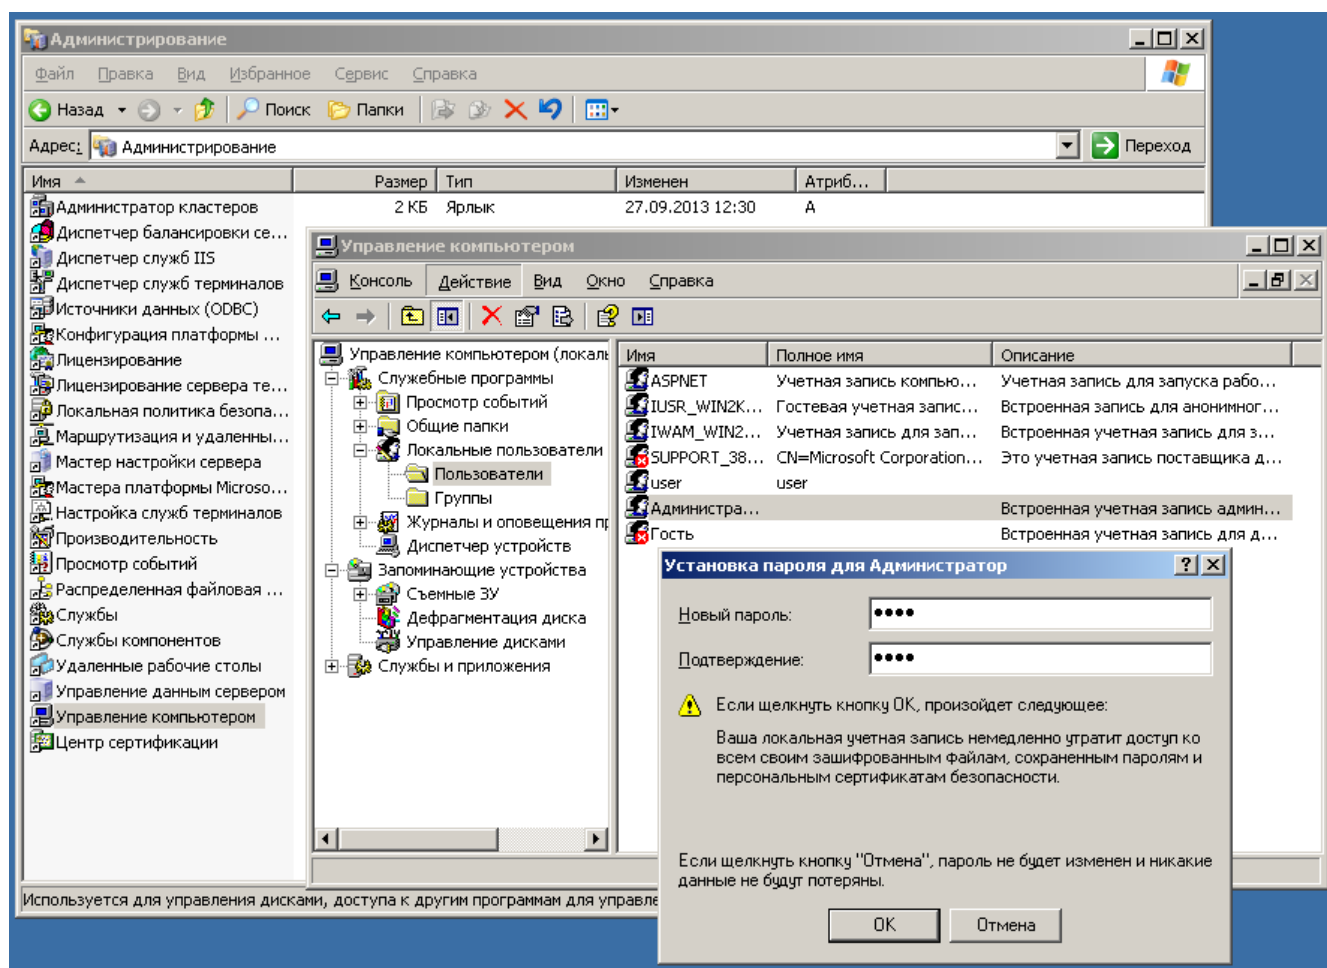 Администрирование
Файл Правка Вид Избранное Сервис Справка
Назад Поиск Папки
Адрес: Администрирование Переход
Имя Размер Тип Изменен Атриб...
Администратор кластеров 2 КБ Ярлык 27.09.2013 12:30 A
Диспетчер балансировки се...
Диспетчер служб IIS
Диспетчер служб терминалов
Источники данных (ODBC)
Конфигурация платформы ...
Лицензирование
Лицензирование сервера те...
Локальная политика безопа...
Маршрутизация и удаленны...
Мастер настройки сервера
Мастера платформы Microso...
Настройка служб терминалов
Производительность
Просмотр событий
Распределенная файловая ...
Службы
Службы компонентов
Удаленные рабочие столы
Управление данным сервером
Управление компьютером
Центр сертификации
Используется для управления дисками, доступа к другим программам для управле
Управление компьютером
Консоль Действие Вид Окно Справка
Управление компьютером (локаль
Служебные программы
Просмотр событий
Общие папки
Локальные пользователи
Пользователи
Группы
Журналы и оповещения пр
Диспетчер устройств
Запоминающие устройства
Съемные ЗУ
Дефрагментация диска
Управление дисками
Службы и приложения
Имя Полное имя Описание
ASPNET Учетная запись компью... Учетная запись для запуска рабо...
IUSR_WIN2K... Гостевая учетная запис... Встроенная запись для анонимног...
IWAM_WIN2... Учетная запись для зап... Встроенная учетная запись для з...
SUPPORT_38... CN=Microsoft Corporation... Это учетная запись поставщика д...
user user
Администра... Встроенная учетная запись админ...
Гость Встроенная учетная запись для д...
Установка пароля для Администратор
Новый пароль: ••••
Подтверждение: ••••
Если щелкнуть кнопку OK, произойдет следующее:
Ваша локальная учетная запись немедленно утратит доступ ко
всем своим зашифрованным файлам, сохраненным паролям и
персональным сертификатам безопасности.
Если щелкнуть кнопку "Отмена", пароль не будет изменен и никакие
данные не будут потеряны.
OK Отмена